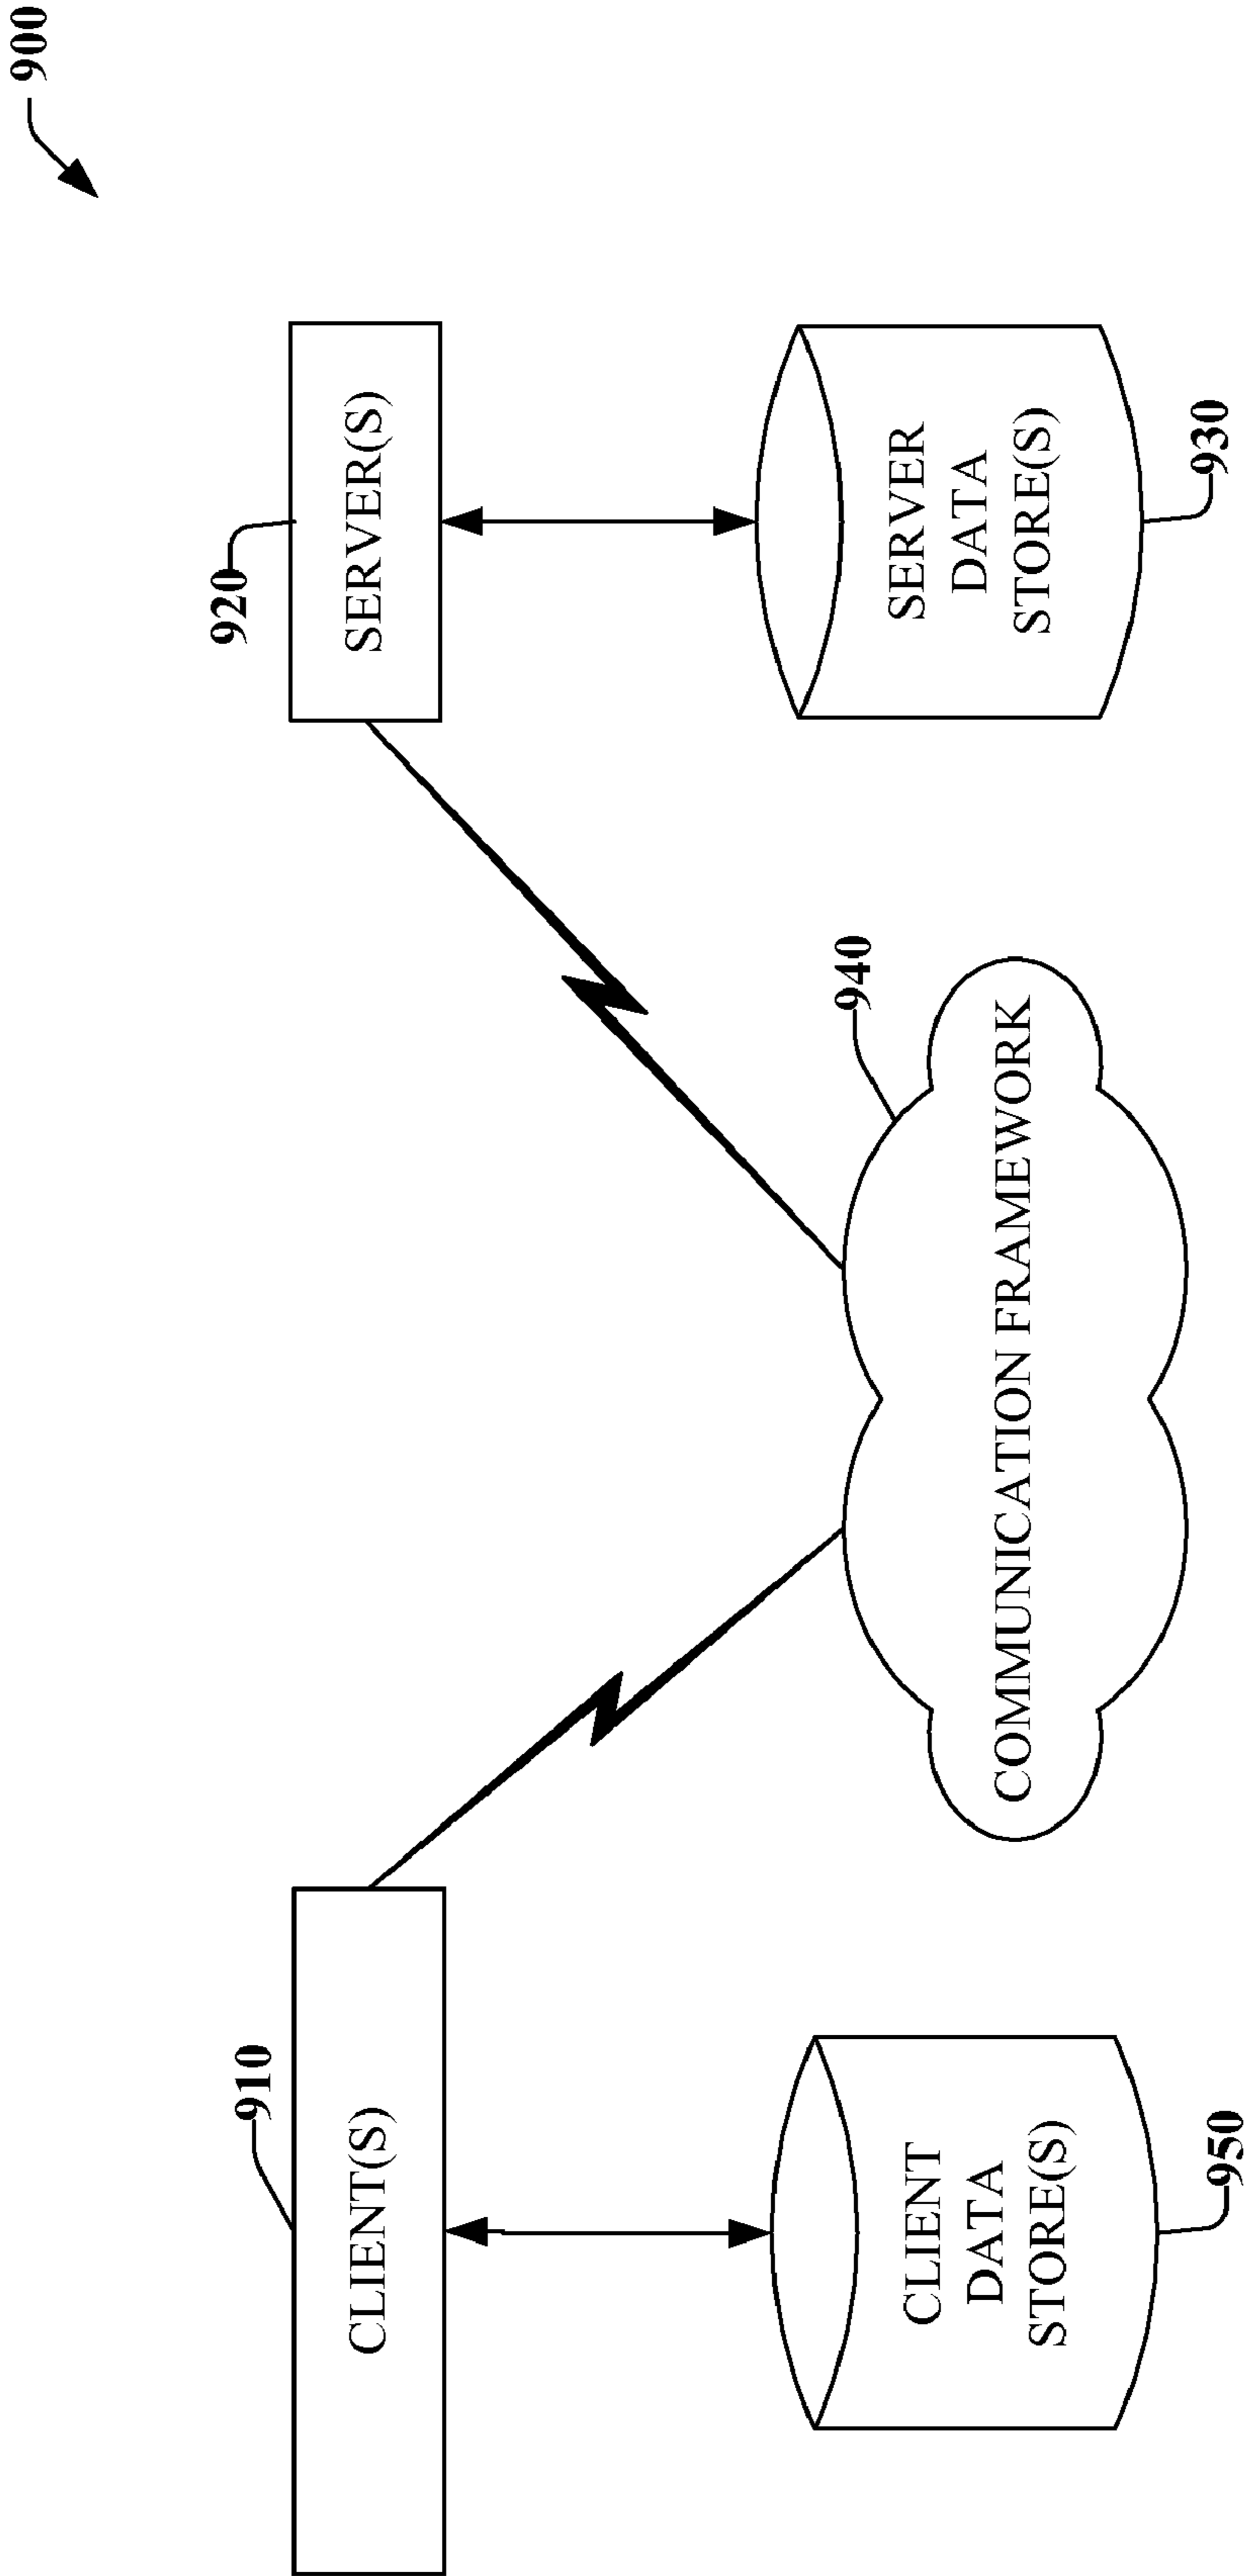 900
910
920
CLIENT(S)
SERVER(S)
940
COMMUNICATION FRAMEWORK
CLIENT
DATA
STORE(S)
SERVER
DATA
STORE(S)
950
930